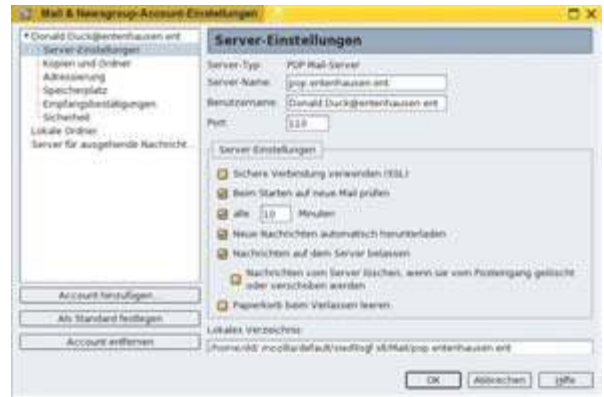 Mail & Newsgroup-Account-Einstellungen
Donald.Duck@entenhausen.ent
Server-Einstellungen
Kopien und Ordner
Adressierung
Speicherplatz
Empfangsbestätigungen
Sicherheit
Lokale Ordner
Server für ausgehende Nachricht...
Account hinzufügen...
Als Standard festlegen
Account entfernen
Server-Einstellungen
Server-Typ: POP Mail-Server
Server-Name: pop.entenhausen.ent
Benutzername: Donald.Duck@entenhausen.ent
Port: 110
Server Einstellungen
Sichere Verbindung verwenden (SSL)
Beim Starten auf neue Mail prüfen
alle 10 Minuten
Neue Nachrichten automatisch herunterladen
Nachrichten auf dem Server belassen
Nachrichten vom Server löschen, wenn sie vom Posteingang gelöscht
oder verschoben werden
Papierkorb beim Verlassen leeren
Lokales Verzeichnis:
OK Abbrechen Hilfe